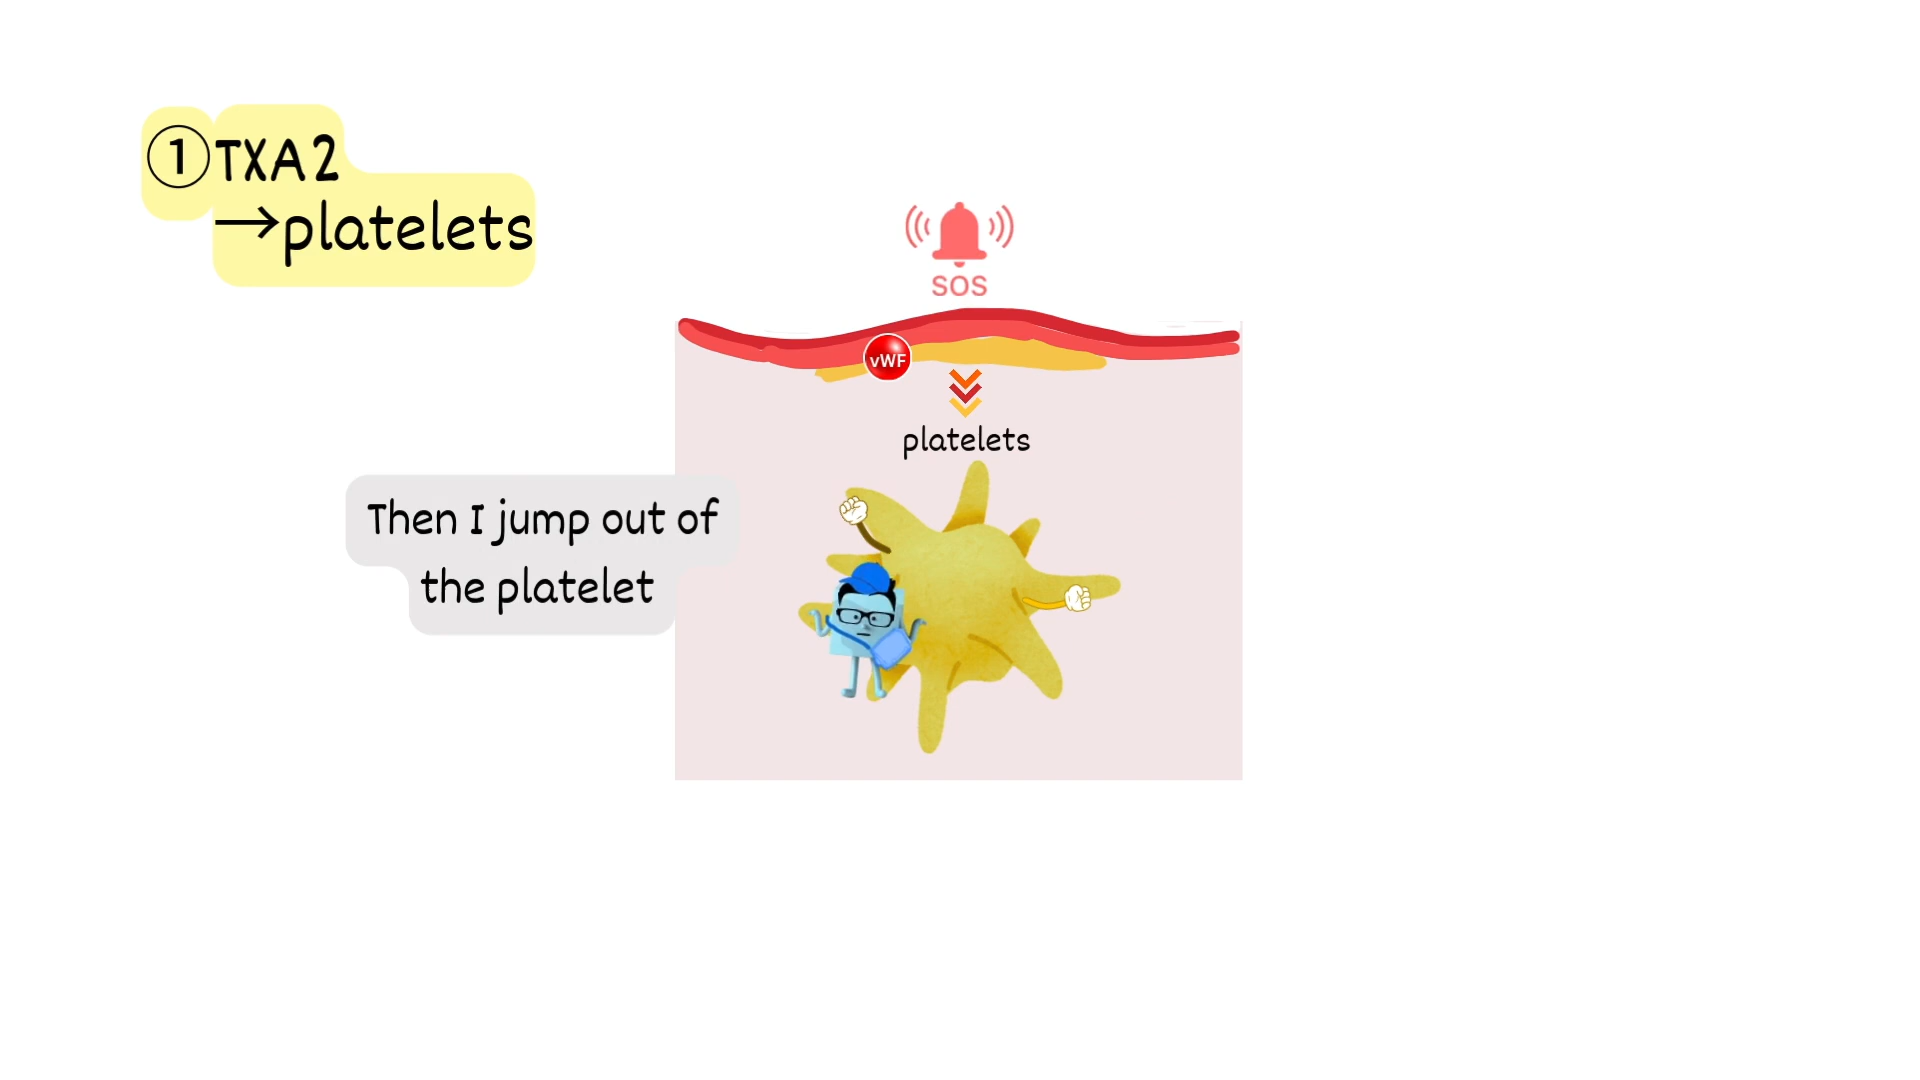 ①TXA2
→platelets
SOS
vWF
platelets
Then I jump out of
the platelet